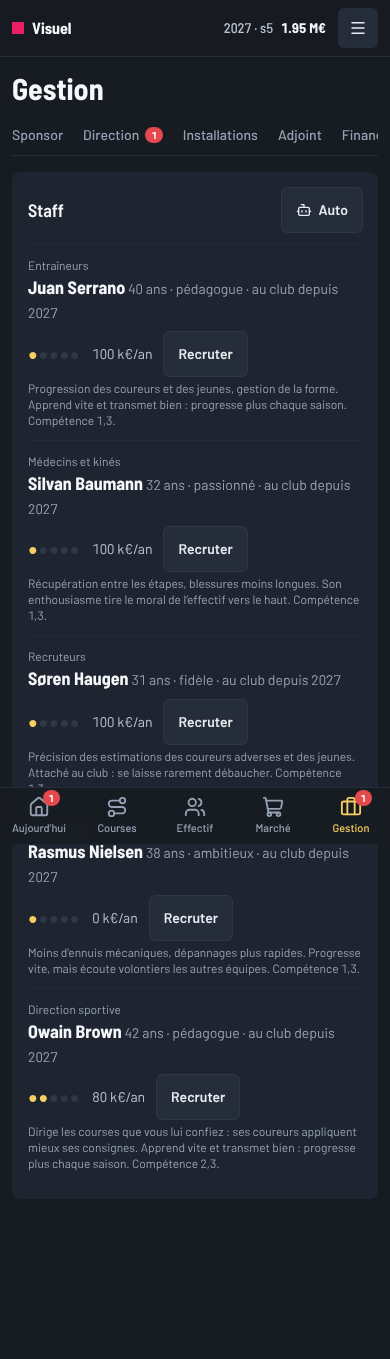 Visuel 2027 · s5 1.95 M€
Gestion
Sponsor Direction 1 Installations Adjoint Finan
Staff Auto
Entraîneurs
Juan Serrano 40 ans · pédagogue · au club depuis
2027
100 k€/an Recruter
Progression des coureurs et des jeunes, gestion de la forme.
Apprend vite et transmet bien : progresse plus chaque saison.
Compétence 1,3.
Médecins et kinés
Silvan Baumann 32 ans · passionné · au club depuis
2027
100 k€/an Recruter
Récupération entre les étapes, blessures moins longues. Son
enthousiasme tire le moral de l'effectif vers le haut. Compétence
1,3.
Recruteurs
Søren Haugen 31 ans · fidèle · au club depuis 2027
100 k€/an Recruter
Précision des estimations des coureurs adverses et des jeunes.
Attaché au club : se laisse rarement débaucher. Compétence
1 1
Aujourd'hui Courses Effectif Marché Gestion
Rasmus Nielsen 38 ans · ambitieux · au club depuis
2027
0 k€/an Recruter
Moins d'ennuis mécaniques, dépannages plus rapides. Progresse
vite, mais écoute volontiers les autres équipes. Compétence 1,3.
Direction sportive
Owain Brown 42 ans · pédagogue · au club depuis
2027
80 k€/an Recruter
Dirige les courses que vous lui confiez : ses coureurs appliquent
mieux ses consignes. Apprend vite et transmet bien : progresse
plus chaque saison. Compétence 2,3.